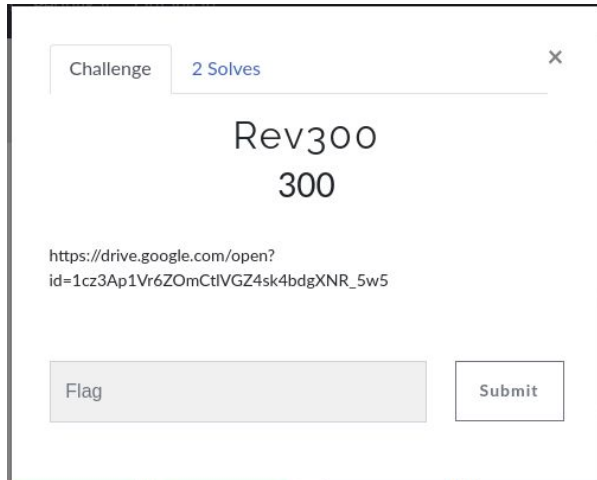 Challenge
2 Solves
×
Rev300
300
https://drive.google.com/open?
id=1cz3Ap1Vr6ZOmCtlVGZ4sk4bdgXNR_5w5
Flag
Submit